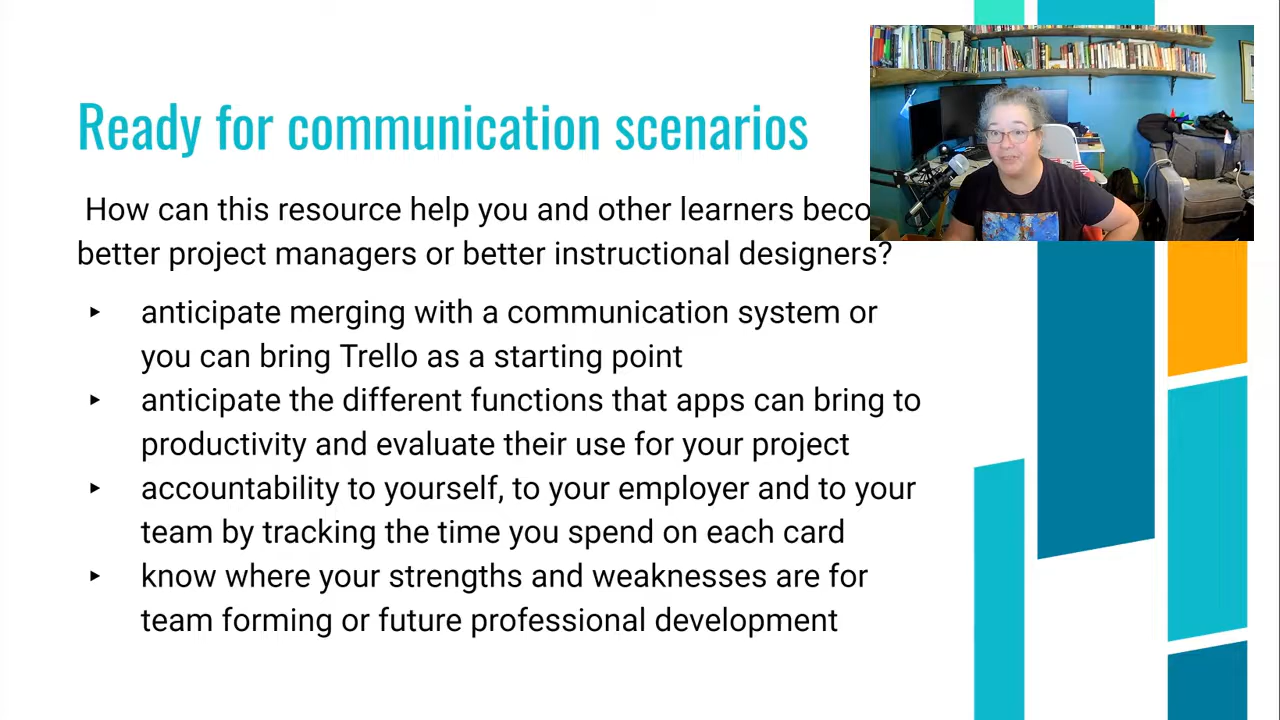 Ready for communication scenarios
How can this resource help you and other learners
better project managers or better instructional designers?
‣ anticipate merging with a communication system or
you can bring Trello as a starting point
‣ anticipate the different functions that apps can bring to
productivity and evaluate their use for your project
‣ accountability to yourself, to your employer and to your
team by tracking the time you spend on each card
‣ know where your strengths and weaknesses are for
team forming or future professional development